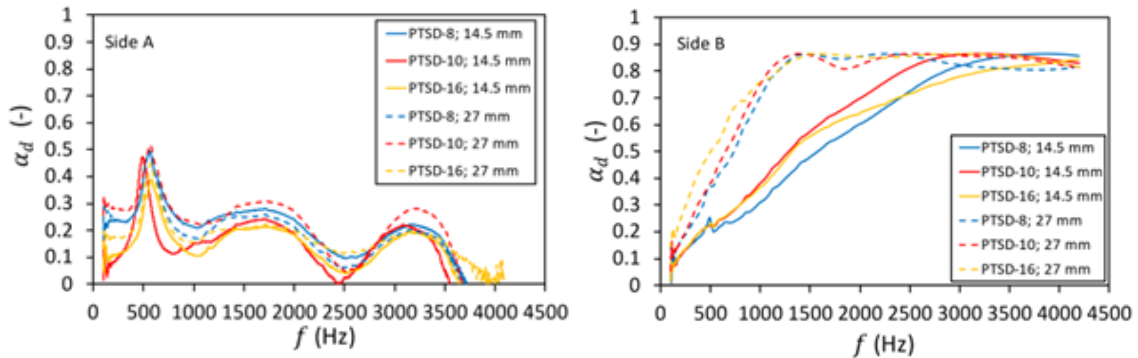 Side A
α_d (-)
1
0.9
0.8
0.7
0.6
0.5
0.4
0.3
0.2
0.1
0
PTSD-8; 14.5 mm
PTSD-10; 14.5 mm
PTSD-16; 14.5 mm
PTSD-8; 27 mm
PTSD-10; 27 mm
PTSD-16; 27 mm
0 500 1000 1500 2000 2500 3000 3500 4000 4500
f (Hz)
Side B
α_d (-)
1
0.9
0.8
0.7
0.6
0.5
0.4
0.3
0.2
0.1
0
PTSD-8; 14.5 mm
PTSD-10; 14.5 mm
PTSD-16; 14.5 mm
PTSD-8; 27 mm
PTSD-10; 27 mm
PTSD-16; 27 mm
0 500 1000 1500 2000 2500 3000 3500 4000 4500
f (Hz)